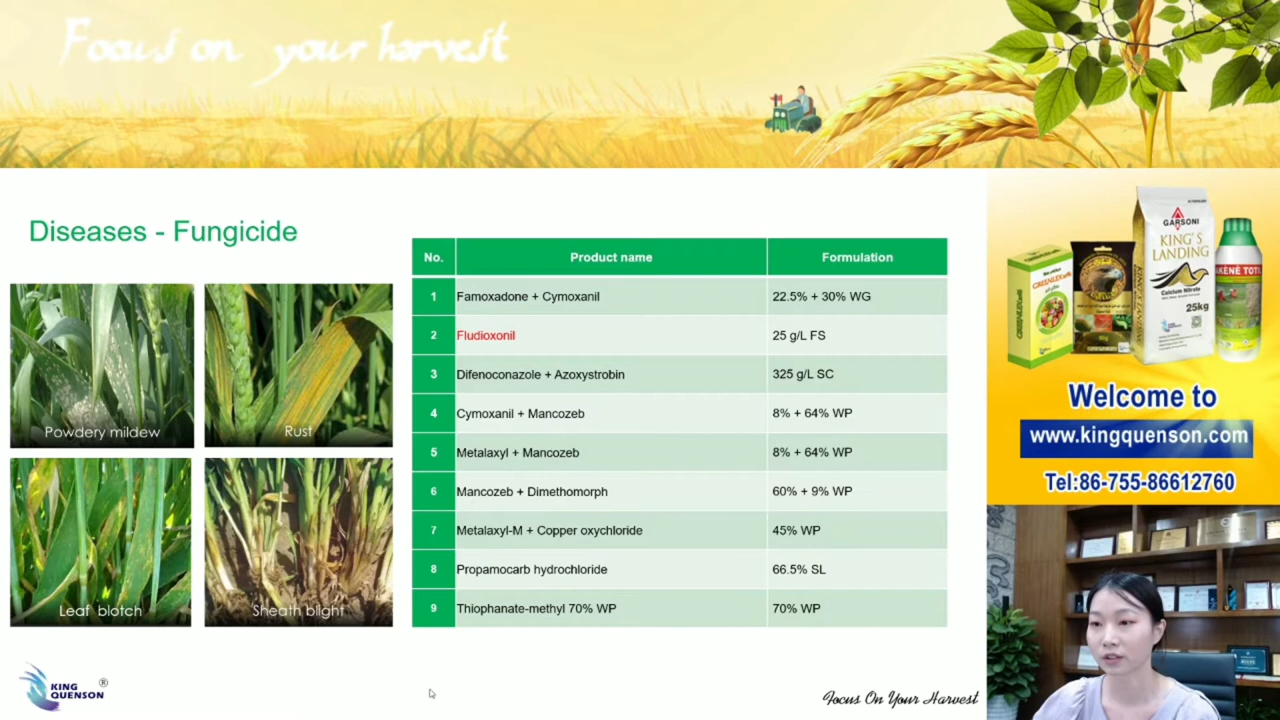 Focus on your harvest
Diseases - Fungicide
Powdery mildew
Rust
Leaf blotch
Sheath blight
No. Product name Formulation
1 Famoxadone + Cymoxanil 22.5% + 30% WG
2 Fludioxonil 25 g/L FS
3 Difenoconazole + Azoxystrobin 325 g/L SC
4 Cymoxanil + Mancozeb 8% + 64% WP
5 Metalaxyl + Mancozeb 8% + 64% WP
6 Mancozeb + Dimethomorph 60% + 9% WP
7 Metalaxyl-M + Copper oxychloride 45% WP
8 Propamocarb hydrochloride 66.5% SL
9 Thiophanate-methyl 70% WP 70% WP
KING
QUENSON
®
Focus On Your Harvest
GARSONI
KING'S
LANDING
Calcium Nitrate
25kg
Welcome to
www.kingquenson.com
Tel:86-755-86612760